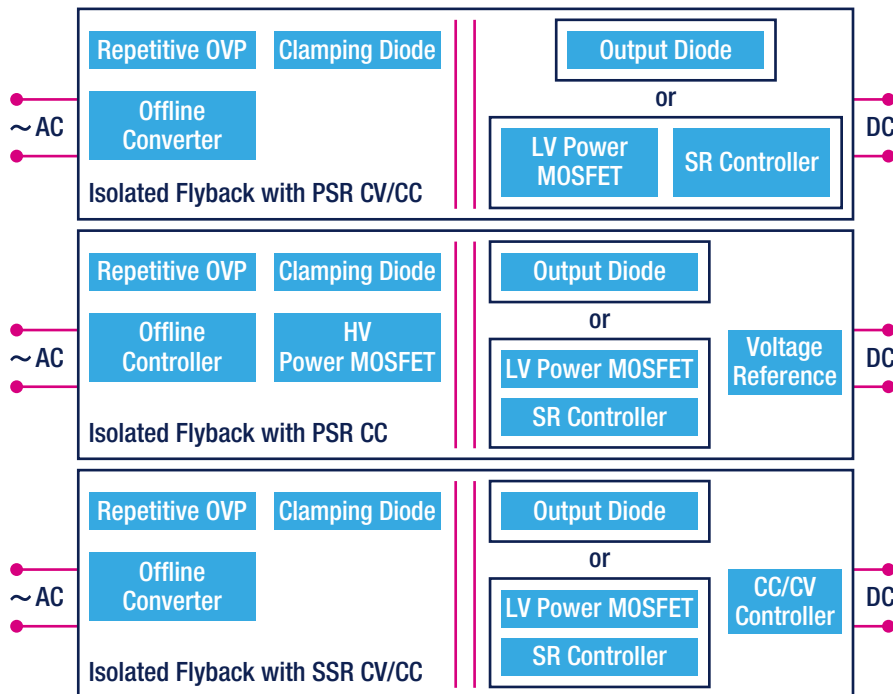 Repetitive OVP
Clamping Diode
Output Diode
or
Offline
Converter
LV Power
MOSFET
SR Controller
~ AC
DC
Isolated Flyback with PSR CV/CC
Repetitive OVP
Clamping Diode
Output Diode
or
Offline
Controller
HV
Power MOSFET
LV Power MOSFET
SR Controller
Voltage
Reference
~ AC
DC
Isolated Flyback with PSR CC
Repetitive OVP
Clamping Diode
Output Diode
or
Offline
Converter
LV Power MOSFET
SR Controller
CC/CV
Controller
~ AC
DC
Isolated Flyback with SSR CV/CC